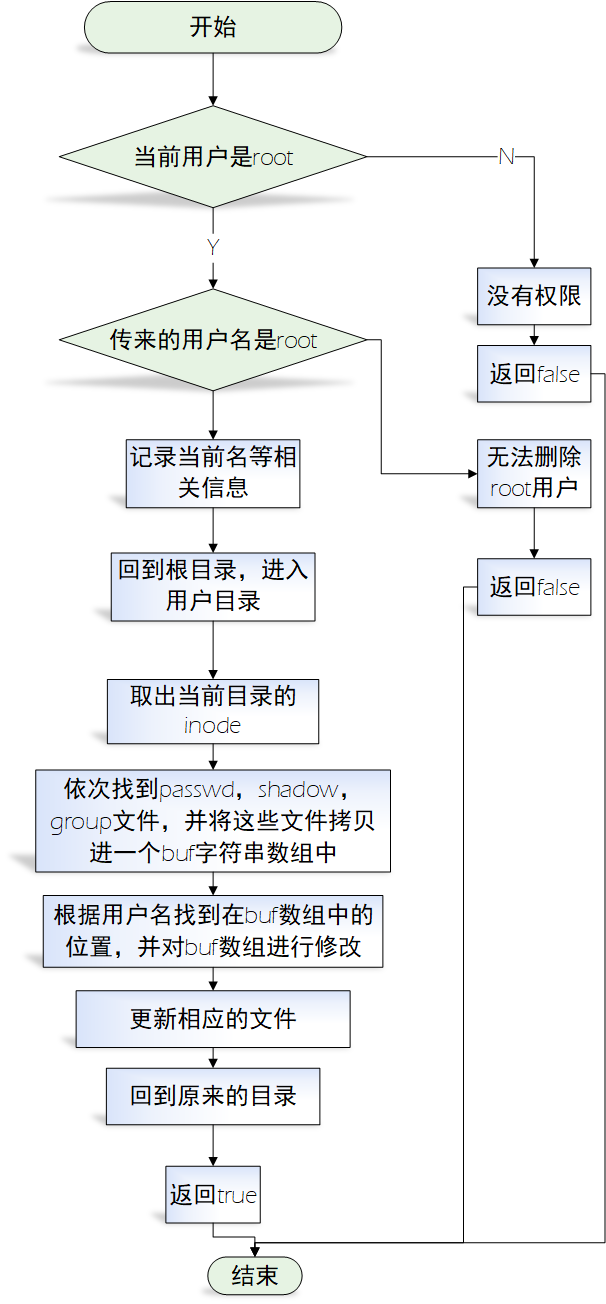 开始
当前用户是root
N
Y
没有权限
返回false
传来的用户名是root
无法删除
root用户
返回false
记录当前名等相
关信息
回到根目录，进入
用户目录
取出当前目录的
inode
依次找到passwd，shadow，
group文件，并将这些文件拷贝
进一个buf字符串数组中
根据用户名找到在buf数组中的
位置，并对buf数组进行修改
更新相应的文件
回到原来的目录
返回true
结束